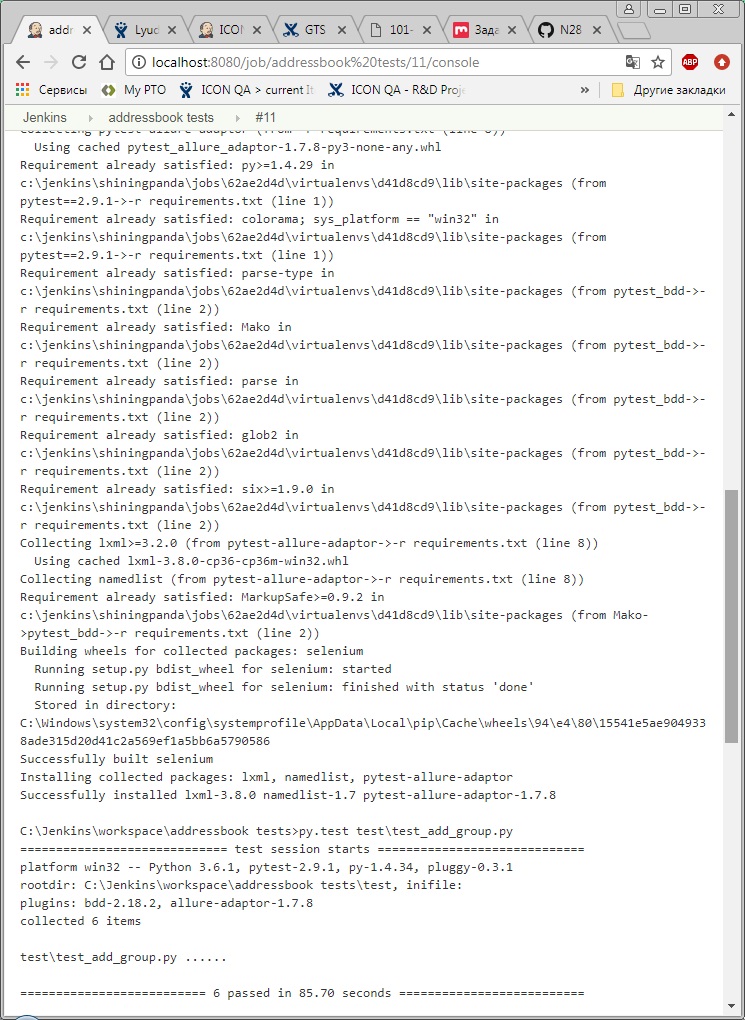 addr
Lyud
ICON
GTS
101-
Зада
N28
localhost:8080/job/addressbook%20tests/11/console
ABP
Сервисы
My PTO
ICON QA > current It
ICON QA - R&D Proje
»
Другие закладки
Jenkins
addressbook tests
#11
Collecting pytest-allure-adaptor (from -r requirements.txt (line 8))
Using cached pytest_allure_adaptor-1.7.8-py3-none-any.whl
Requirement already satisfied: py>=1.4.29 in
c:\jenkins\shiningpanda\jobs\62ae2d4d\virtualenvs\d41d8cd9\lib\site-packages (from
pytest==2.9.1->-r requirements.txt (line 1))
Requirement already satisfied: colorama; sys_platform == "win32" in
c:\jenkins\shiningpanda\jobs\62ae2d4d\virtualenvs\d41d8cd9\lib\site-packages (from
pytest==2.9.1->-r requirements.txt (line 1))
Requirement already satisfied: parse-type in
c:\jenkins\shiningpanda\jobs\62ae2d4d\virtualenvs\d41d8cd9\lib\site-packages (from pytest_bdd->-
r requirements.txt (line 2))
Requirement already satisfied: Mako in
c:\jenkins\shiningpanda\jobs\62ae2d4d\virtualenvs\d41d8cd9\lib\site-packages (from pytest_bdd->-
r requirements.txt (line 2))
Requirement already satisfied: parse in
c:\jenkins\shiningpanda\jobs\62ae2d4d\virtualenvs\d41d8cd9\lib\site-packages (from pytest_bdd->-
r requirements.txt (line 2))
Requirement already satisfied: glob2 in
c:\jenkins\shiningpanda\jobs\62ae2d4d\virtualenvs\d41d8cd9\lib\site-packages (from pytest_bdd->-
r requirements.txt (line 2))
Requirement already satisfied: six>=1.9.0 in
c:\jenkins\shiningpanda\jobs\62ae2d4d\virtualenvs\d41d8cd9\lib\site-packages (from pytest_bdd->-
r requirements.txt (line 2))
Collecting lxml>=3.2.0 (from pytest-allure-adaptor->-r requirements.txt (line 8))
Using cached lxml-3.8.0-cp36-cp36m-win32.whl
Collecting namedlist (from pytest-allure-adaptor->-r requirements.txt (line 8))
Requirement already satisfied: MarkupSafe>=0.9.2 in
c:\jenkins\shiningpanda\jobs\62ae2d4d\virtualenvs\d41d8cd9\lib\site-packages (from Mako-
>pytest_bdd->-r requirements.txt (line 2))
Building wheels for collected packages: selenium
Running setup.py bdist_wheel for selenium: started
Running setup.py bdist_wheel for selenium: finished with status 'done'
Stored in directory:
C:\Windows\system32\config\systemprofile\AppData\Local\pip\Cache\wheels\94\e4\80\15541e5ae904933
8ade315d20d41c2a569ef1a5bb6a5790586
Successfully built selenium
Installing collected packages: lxml, namedlist, pytest-allure-adaptor
Successfully installed lxml-3.8.0 namedlist-1.7 pytest-allure-adaptor-1.7.8
C:\Jenkins\workspace\addressbook tests>py.test test\test_add_group.py
============================= test session starts =============================
platform win32 -- Python 3.6.1, pytest-2.9.1, py-1.4.34, pluggy-0.3.1
rootdir: C:\Jenkins\workspace\addressbook tests\test, inifile:
plugins: bdd-2.18.2, allure-adaptor-1.7.8
collected 6 items
test\test_add_group.py ......
========================== 6 passed in 85.70 seconds ==========================